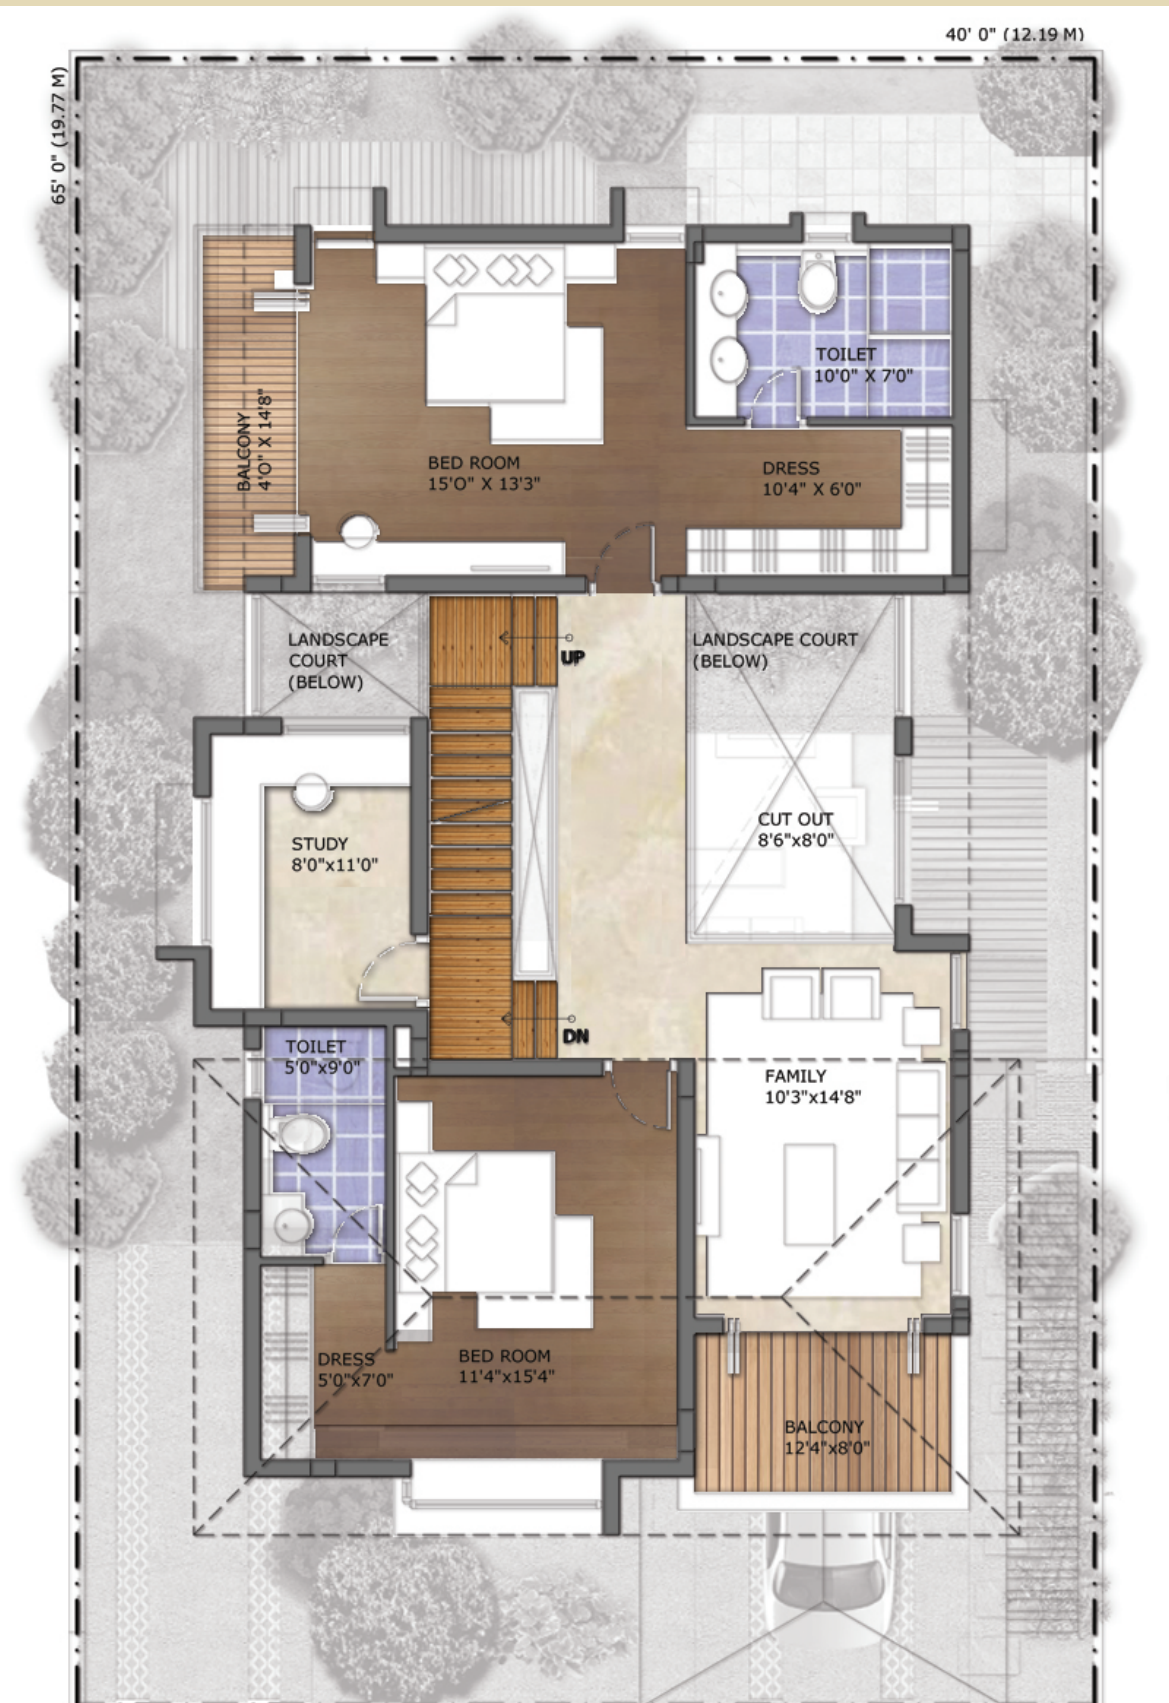 40' 0" (12.19 M)
65' 0" (19.77 M)
TOILET
10'0" X 7'0"
BALCONY
4'O" X 14'8"
BED ROOM
15'O" X 13'3"
DRESS
10'4" X 6'0"
LANDSCAPE
COURT
(BELOW)
UP
LANDSCAPE COURT
(BELOW)
CUT OUT
8'6"x8'0"
STUDY
8'0"x11'0"
DN
TOILET
5'0"x9'0"
FAMILY
10'3"x14'8"
DRESS
5'0"x7'0"
BED ROOM
11'4"x15'4"
BALCONY
12'4"x8'0"